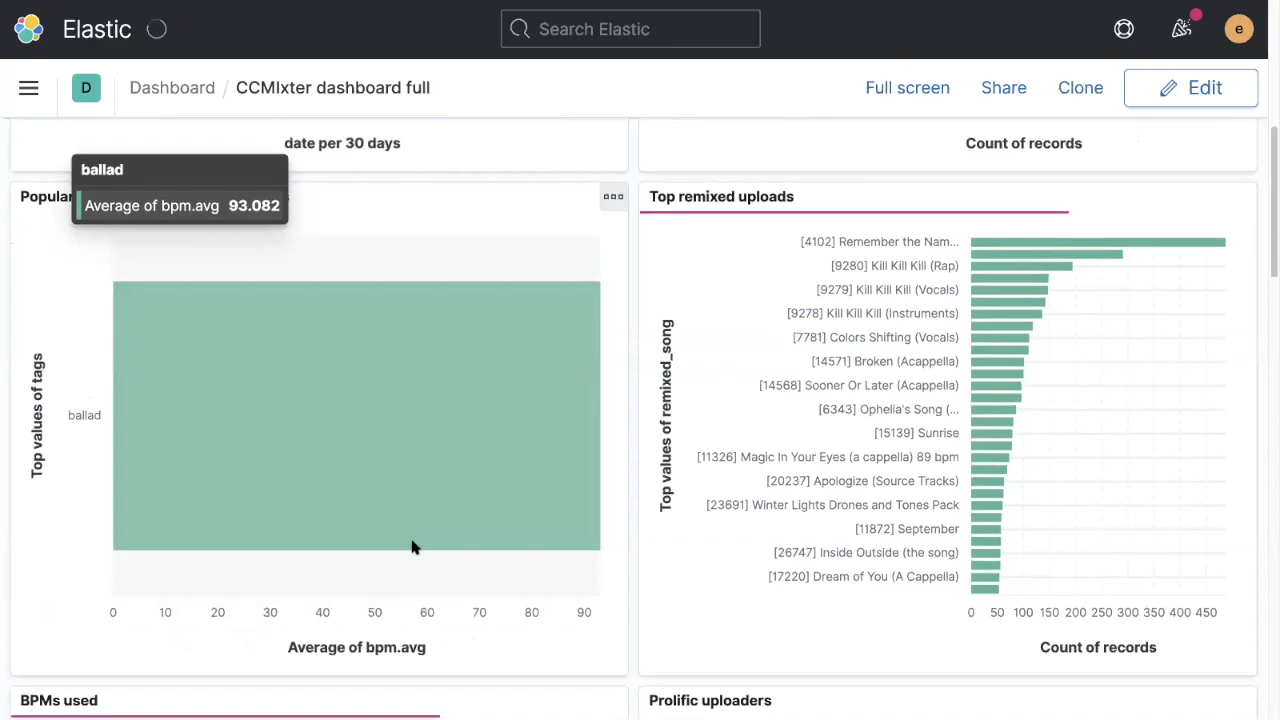 Elastic
Search Elastic
e
D
Dashboard / CCMIxter dashboard full
Full screen
Share
Clone
Edit
date per 30 days
Count of records
ballad
Average of bpm.avg 93.082
Popular
Top values of tags
ballad
0 10 20 30 40 50 60 70 80 90
Average of bpm.avg
Top remixed uploads
Top values of remixed_song
[4102] Remember the Nam...
[9280] Kill Kill Kill (Rap)
[9279] Kill Kill Kill (Vocals)
[9278] Kill Kill Kill (Instruments)
[7781] Colors Shifting (Vocals)
[14571] Broken (Acappella)
[14568] Sooner Or Later (Acappella)
[6343] Ophelia's Song (...
[15139] Sunrise
[11326] Magic In Your Eyes (a cappella) 89 bpm
[20237] Apologize (Source Tracks)
[23691] Winter Lights Drones and Tones Pack
[11872] September
[26747] Inside Outside (the song)
[17220] Dream of You (A Cappella)
0 50 100 150 200 250 300 350 400 450
Count of records
BPMs used
Prolific uploaders